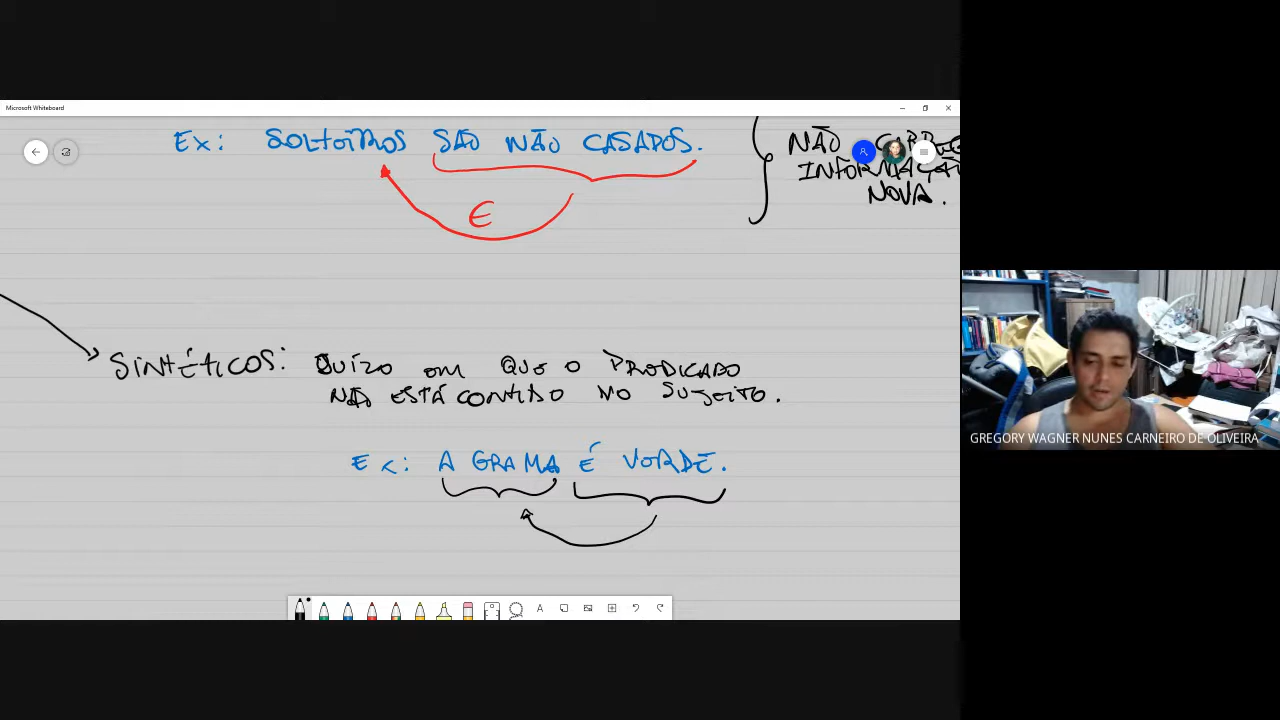 Microsoft Whiteboard
Ex: SOLTEIROS SÃO NÃO CASADOS.
E
NÃO
INFORMAÇÃO
NOVA.
SINTÉTICOS: JUÍZO EM QUE O PREDICADO
NÃO ESTÁ CONTIDO NO SUJEITO.
Ex: A GRAMA É VERDE.
GREGORY WAGNER NUNES CARNEIRO DE OLIVEIRA